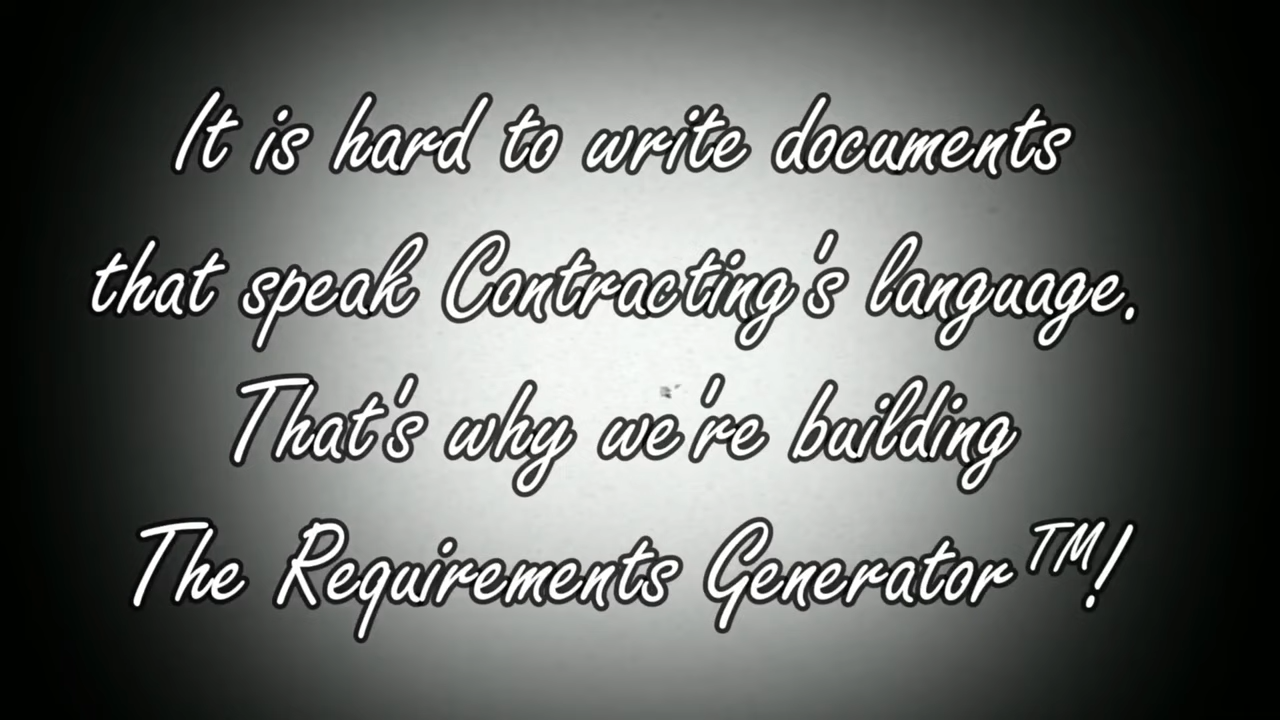 It is hard to write documents
that speak Contracting's language.
That's why we're building
The Requirements Generator™!